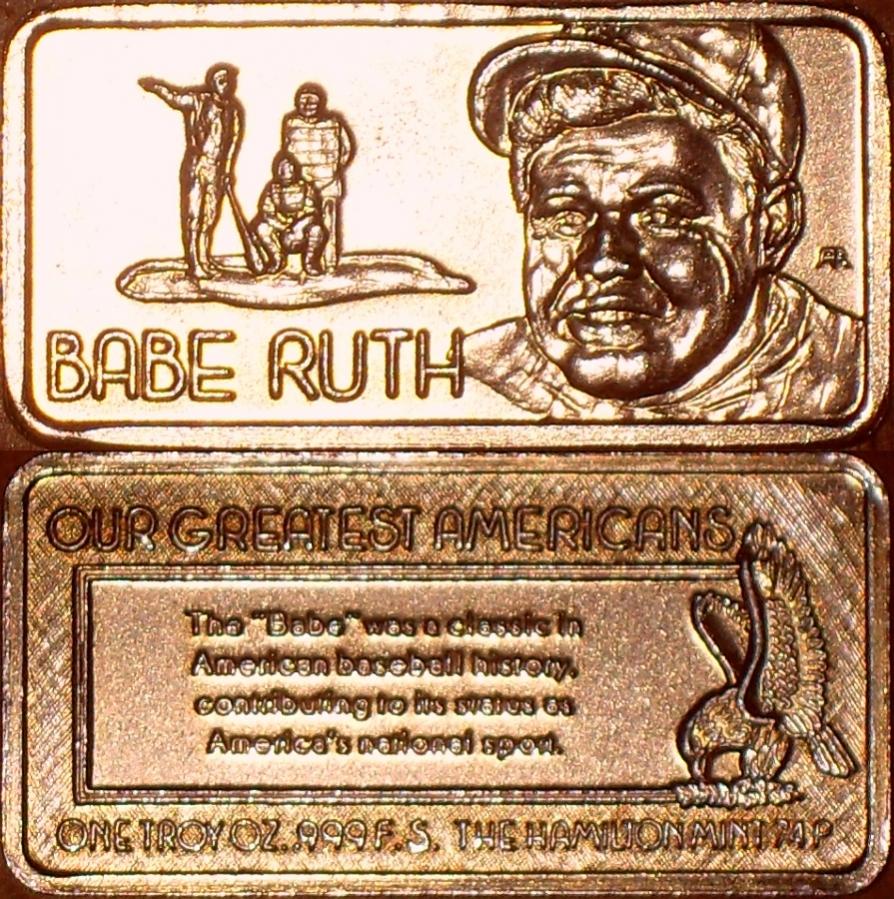 BABE RUTH
OUR GREATEST AMERICANS
The "Babe" was a classic in
American baseball history,
contributing to its status as
America's national sport.
ONE TROY OZ. .999 F.S. THE HAMILTON MINT 74P